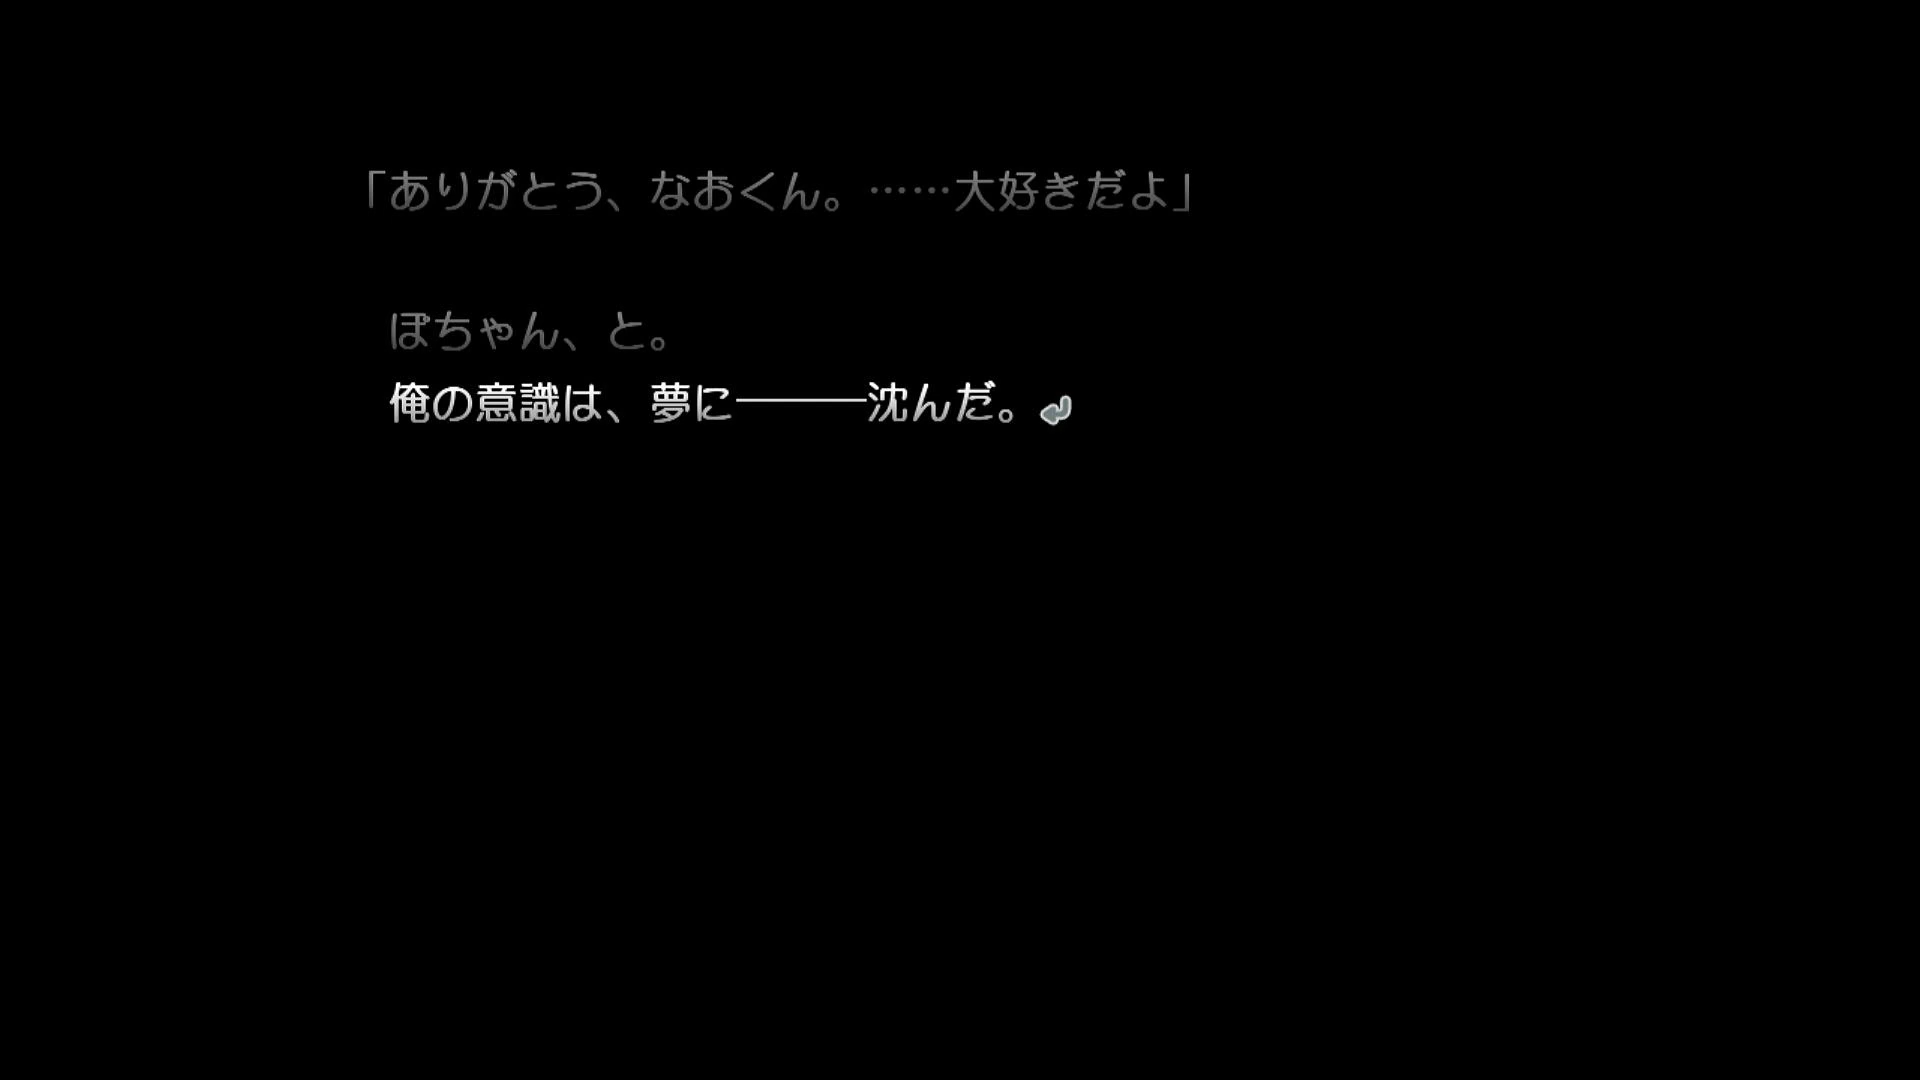 「ありがとう、なおくん。……大好きだよ」
ぽちゃん、と。
俺の意識は、夢に―――沈んだ。